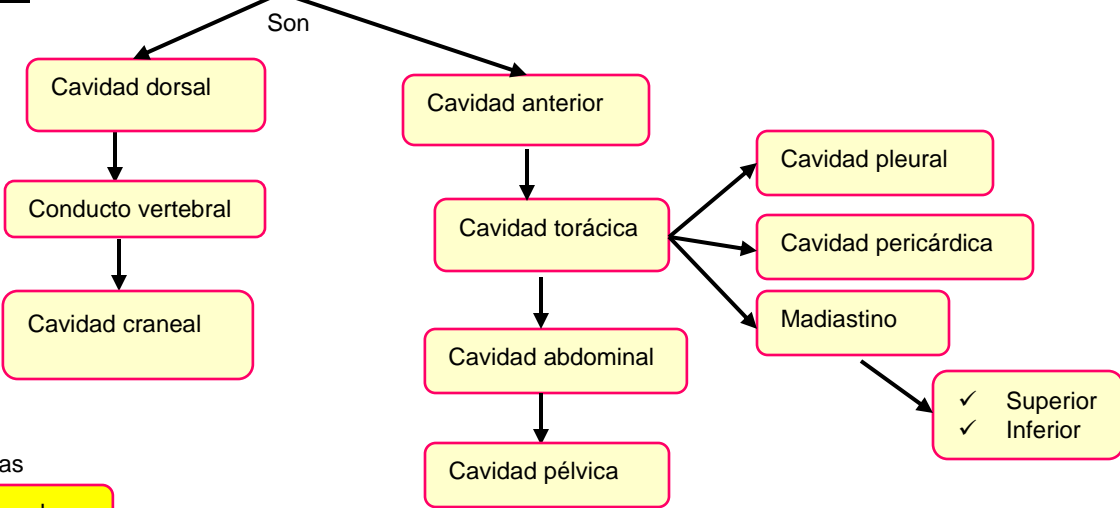 Son
Cavidad dorsal
Cavidad anterior
Cavidad pleural
Conducto vertebral
Cavidad torácica
Cavidad pericárdica
Cavidad craneal
Madiastino
Cavidad abdominal
✓ Superior
✓ Inferior
Cavidad pélvica
as